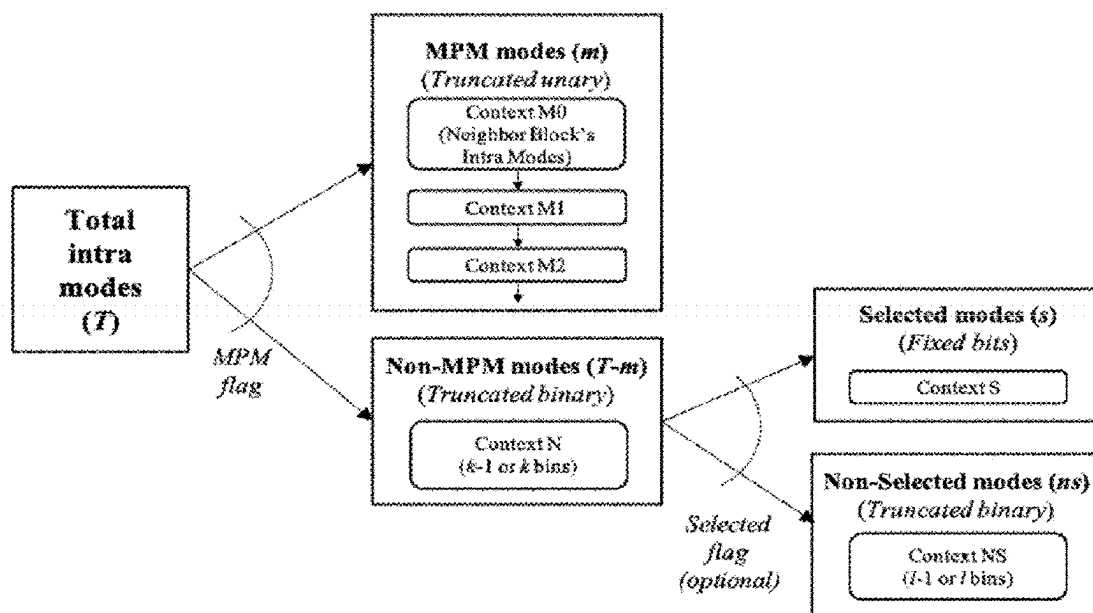 Total
intra
modes
(T)
MPM
flag
MPM modes (m)
(Truncated unary)
Context M0
(Neighbor Block's
Intra Modes)
Context M1
Context M2
Non-MPM modes (T-m)
(Truncated binary)
Context N
(k-1 or k bins)
Selected
flag
(optional)
Selected modes (s)
(Fixed bits)
Context S
Non-Selected modes (ns)
(Truncated binary)
Context NS
(l-1 or l bins)